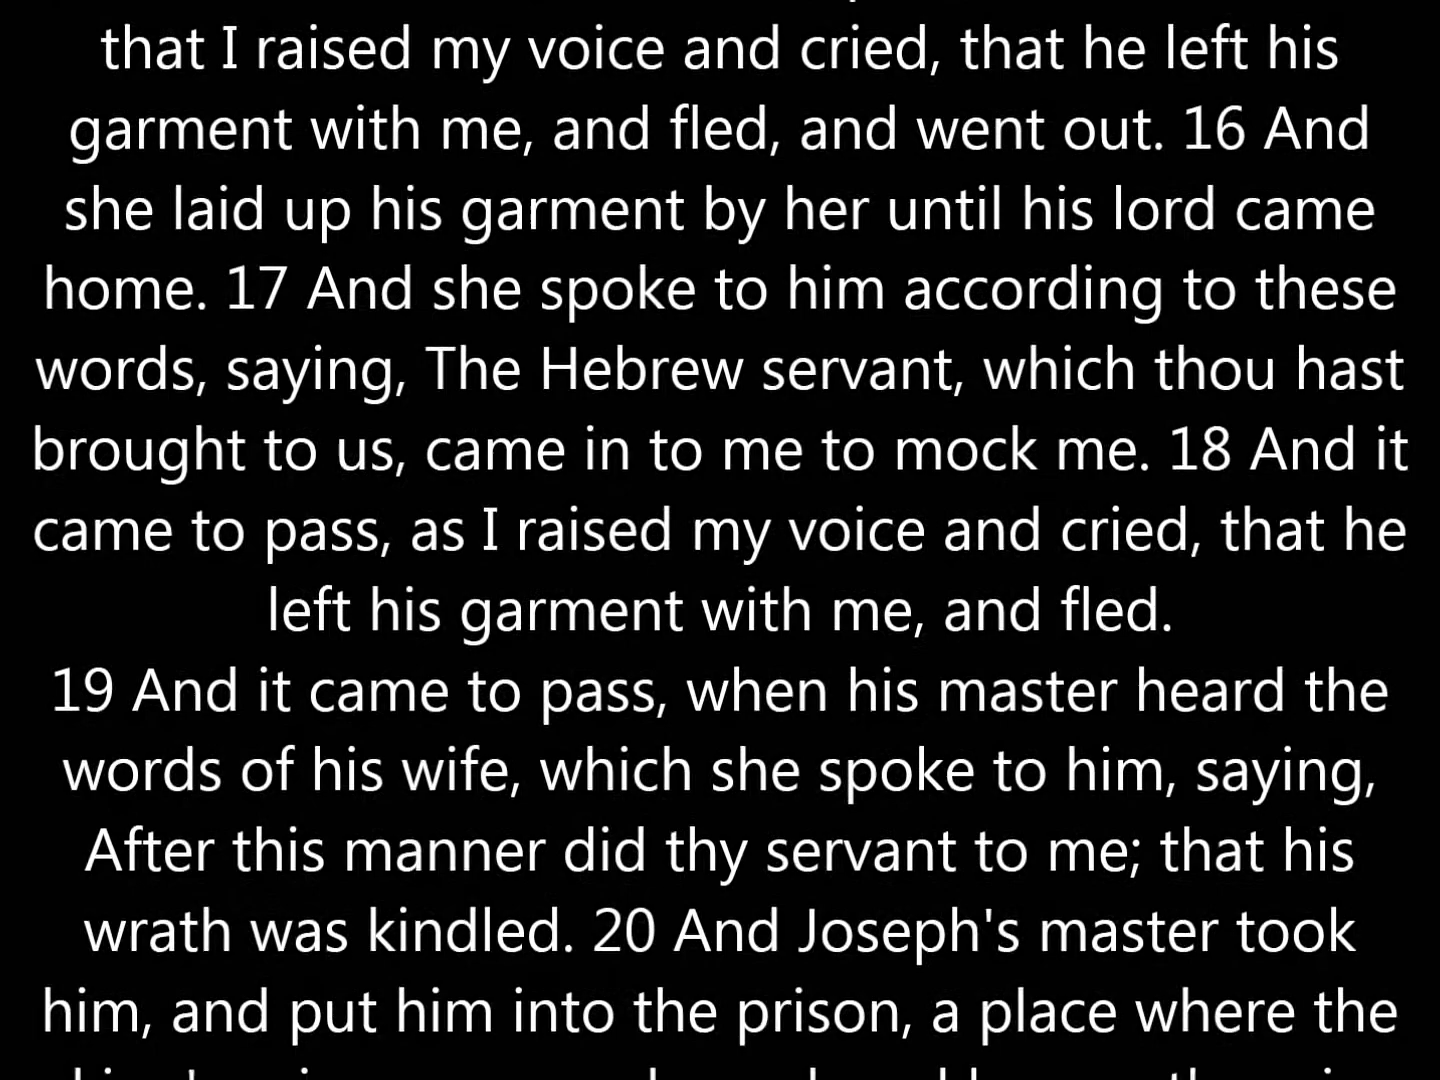 that I raised my voice and cried, that he left his
garment with me, and fled, and went out. 16 And
she laid up his garment by her until his lord came
home. 17 And she spoke to him according to these
words, saying, The Hebrew servant, which thou hast
brought to us, came in to me to mock me. 18 And it
came to pass, as I raised my voice and cried, that he
left his garment with me, and fled.
19 And it came to pass, when his master heard the
words of his wife, which she spoke to him, saying,
After this manner did thy servant to me; that his
wrath was kindled. 20 And Joseph's master took
him, and put him into the prison, a place where the